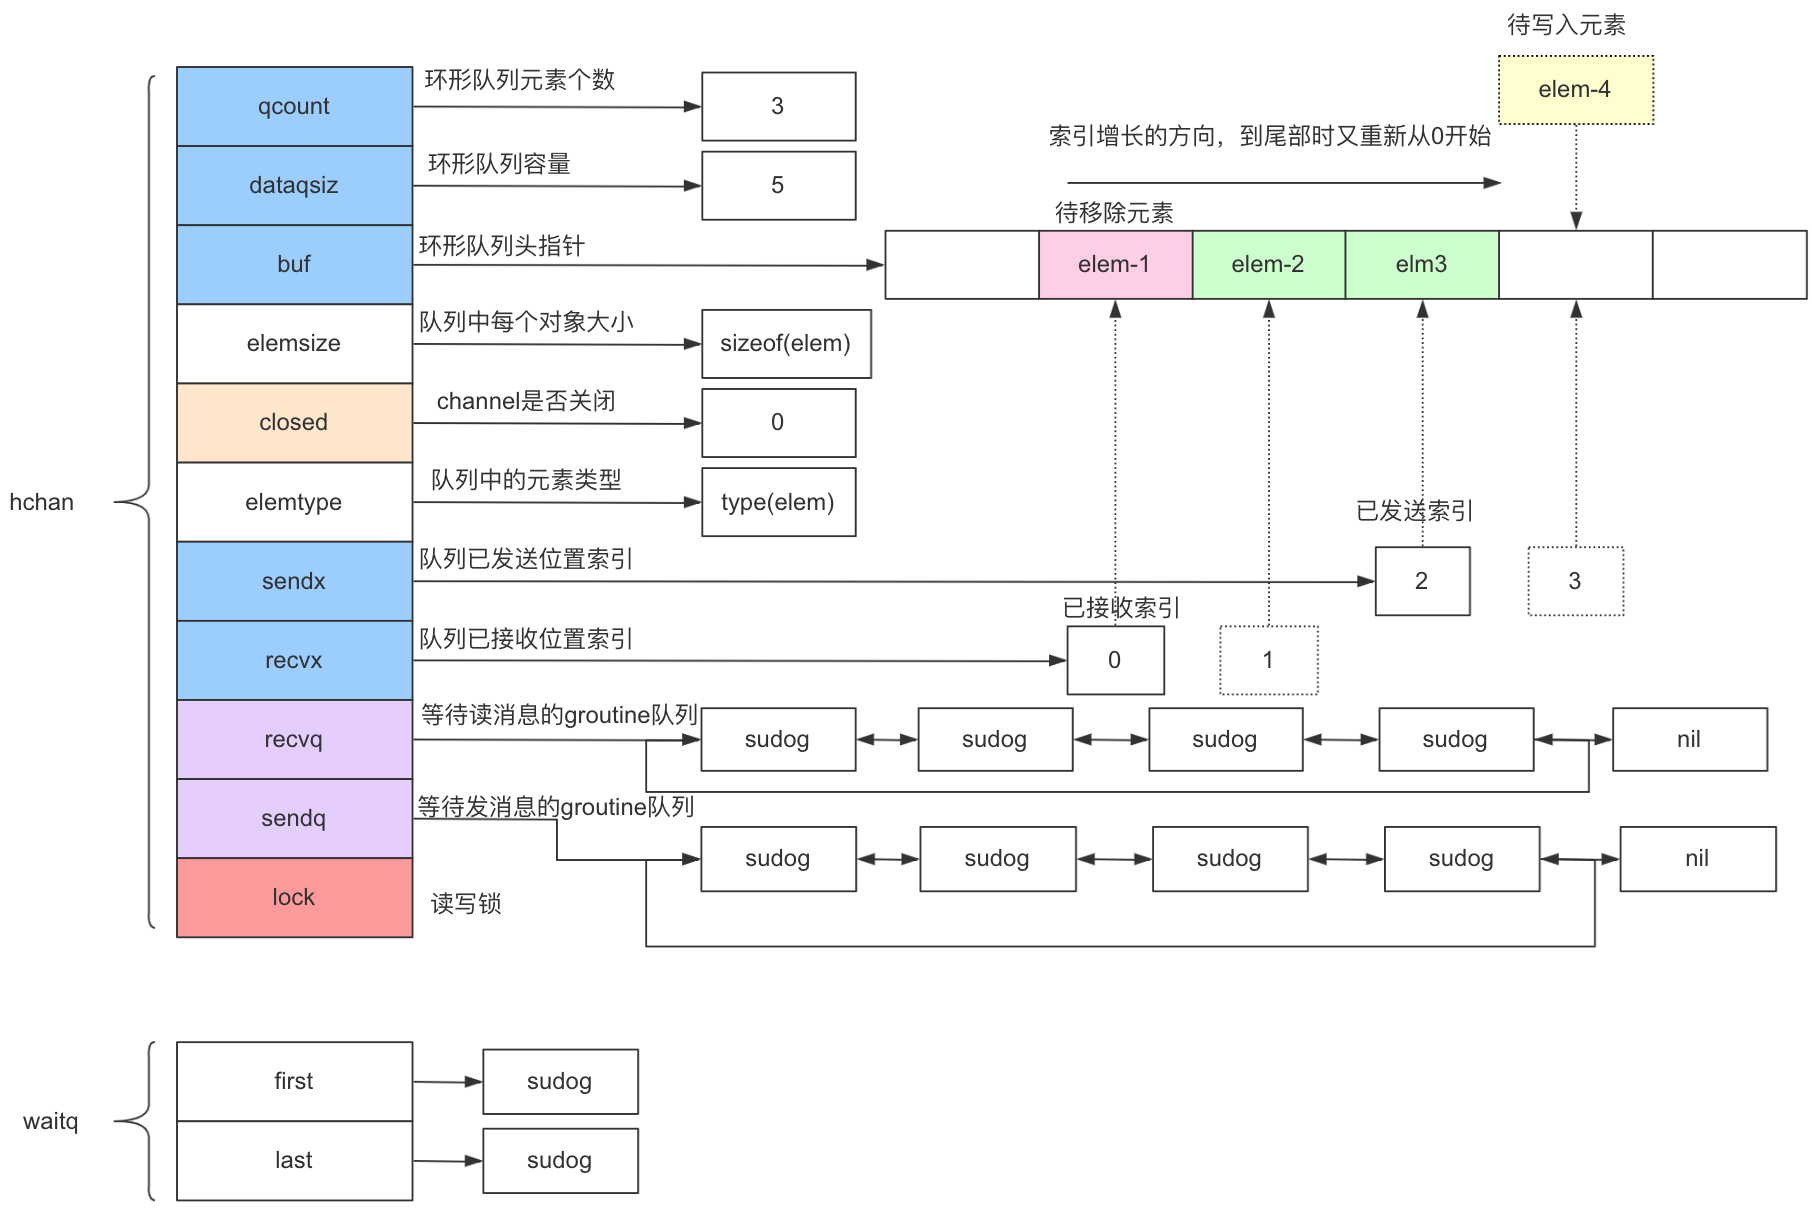 待写入元素
elem-4
qcount
环形队列元素个数
3
索引增长的方向，到尾部时又重新从0开始
dataqsiz
环形队列容量
5
待移除元素
buf
环形队列头指针
elem-1
elem-2
elm3
elemsize
队列中每个对象大小
sizeof(elem)
closed
channel是否关闭
0
hchan
elemtype
队列中的元素类型
type(elem)
已发送索引
sendx
队列已发送位置索引
2
3
已接收索引
recvx
队列已接收位置索引
0
1
recvq
等待读消息的groutine队列
sudog
sudog
sudog
sudog
nil
sendq
等待发消息的groutine队列
sudog
sudog
sudog
sudog
nil
lock
读写锁
waitq
first
sudog
last
sudog